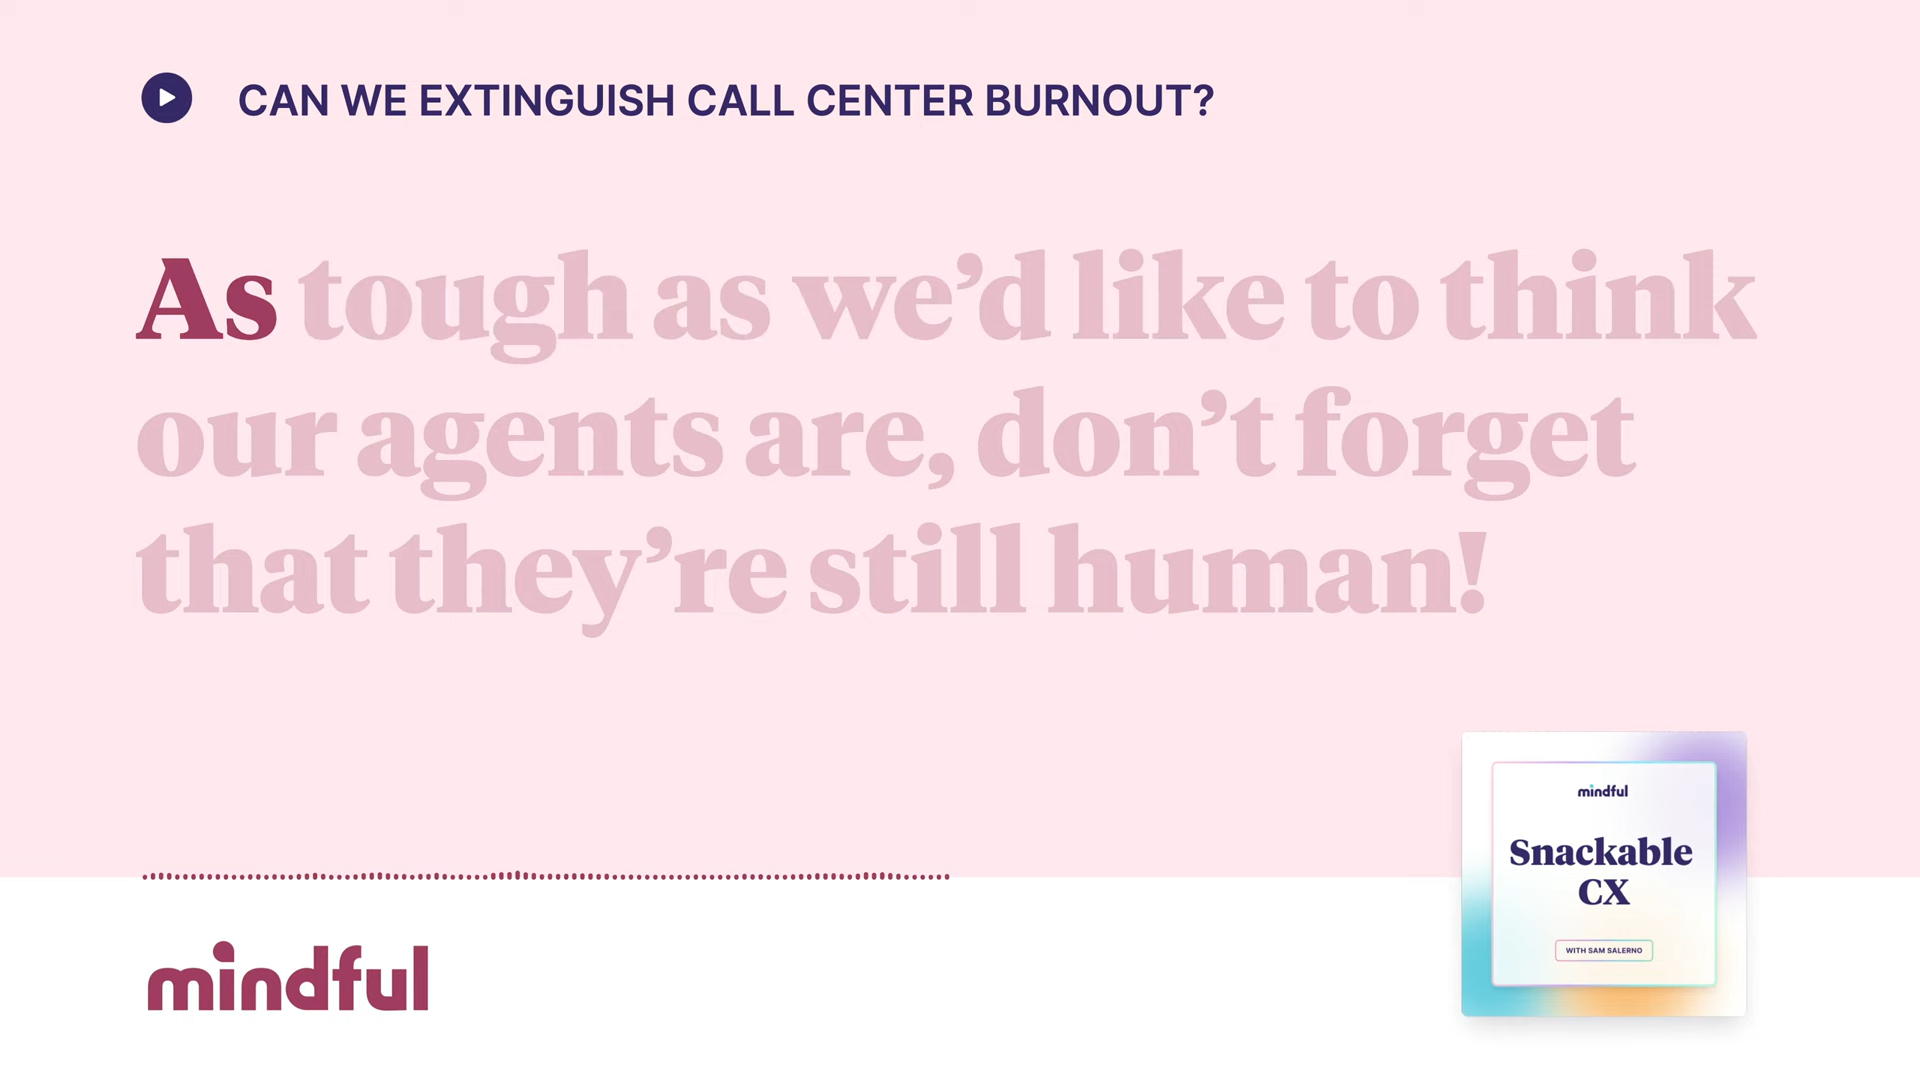 CAN WE EXTINGUISH CALL CENTER BURNOUT?
As tough as we’d like to think
our agents are, don’t forget
that they’re still human!
mindful
Snackable
CX
WITH SAM SALERNO
mindful